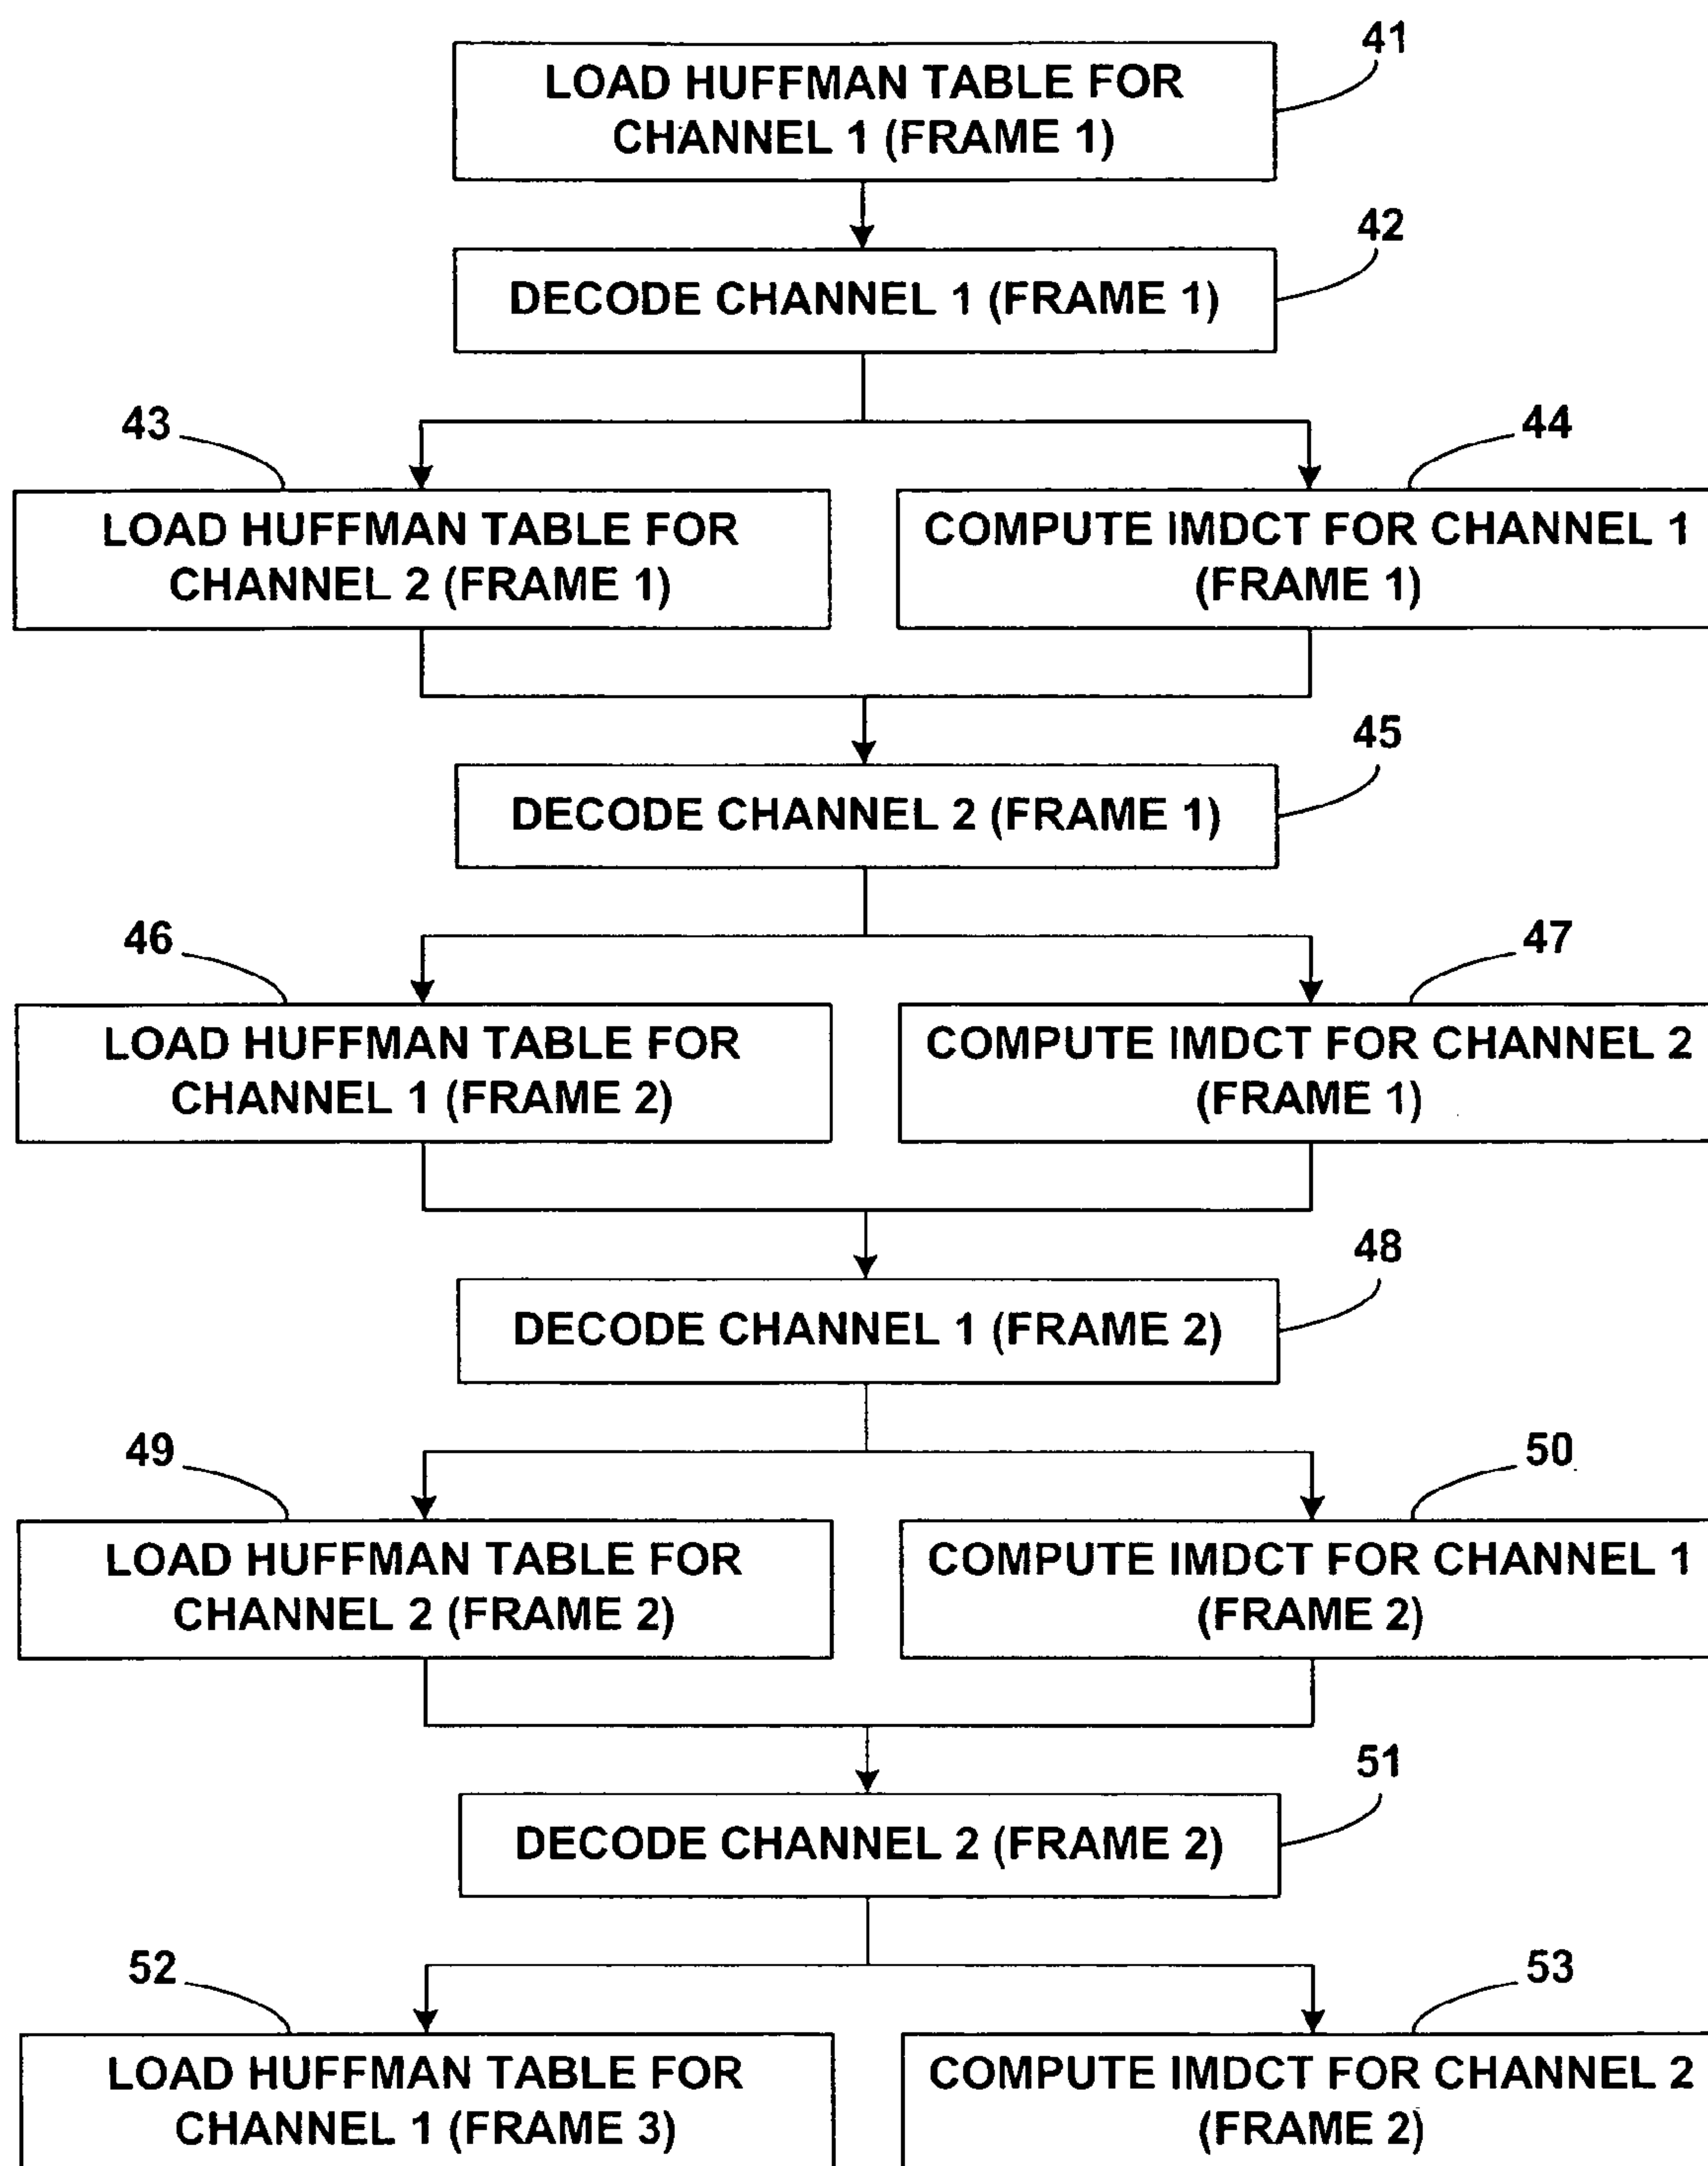 41
LOAD HUFFMAN TABLE FOR
CHANNEL 1 (FRAME 1)
42
DECODE CHANNEL 1 (FRAME 1)
43
LOAD HUFFMAN TABLE FOR
CHANNEL 2 (FRAME 1)
44
COMPUTE IMDCT FOR CHANNEL 1
(FRAME 1)
45
DECODE CHANNEL 2 (FRAME 1)
46
LOAD HUFFMAN TABLE FOR
CHANNEL 1 (FRAME 2)
47
COMPUTE IMDCT FOR CHANNEL 2
(FRAME 1)
48
DECODE CHANNEL 1 (FRAME 2)
49
LOAD HUFFMAN TABLE FOR
CHANNEL 2 (FRAME 2)
50
COMPUTE IMDCT FOR CHANNEL 1
(FRAME 2)
51
DECODE CHANNEL 2 (FRAME 2)
52
LOAD HUFFMAN TABLE FOR
CHANNEL 1 (FRAME 3)
53
COMPUTE IMDCT FOR CHANNEL 2
(FRAME 2)